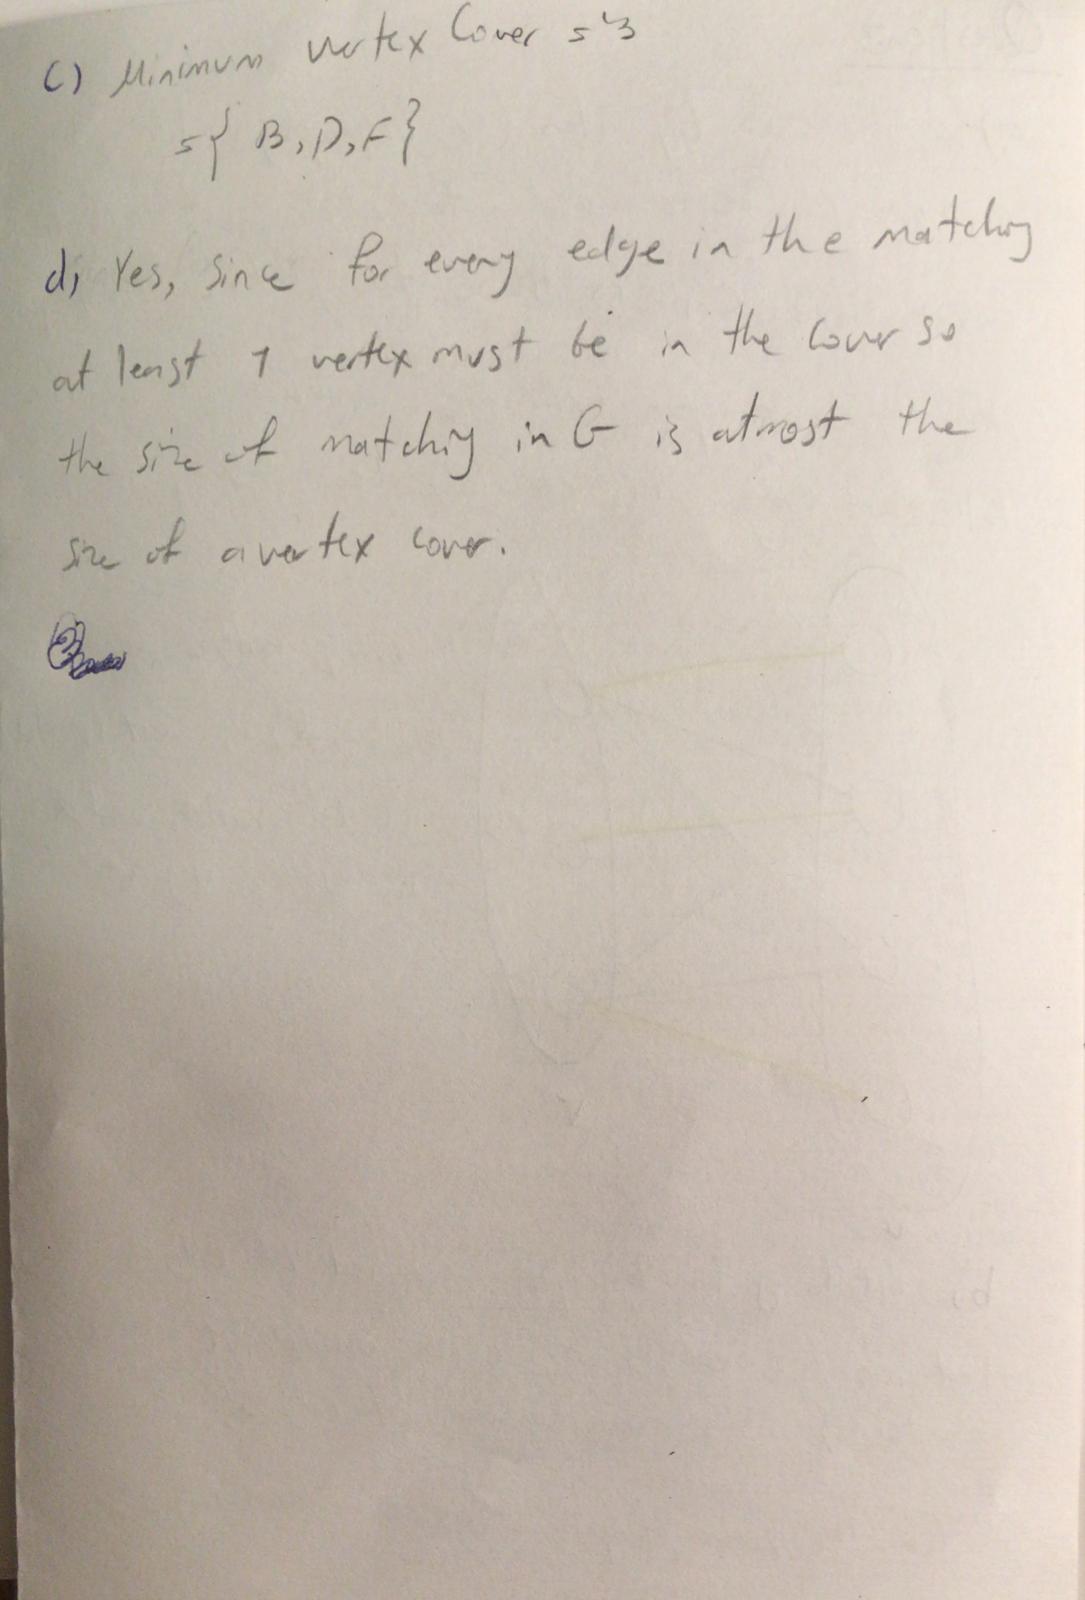 c) Minimum vertex Cover = 3
= { B, D, F }
d, Yes, Since for every edge in the matching
at least 1 vertex must be in the cover so
the size of matching in G is atmost the
size of a vertex cover.